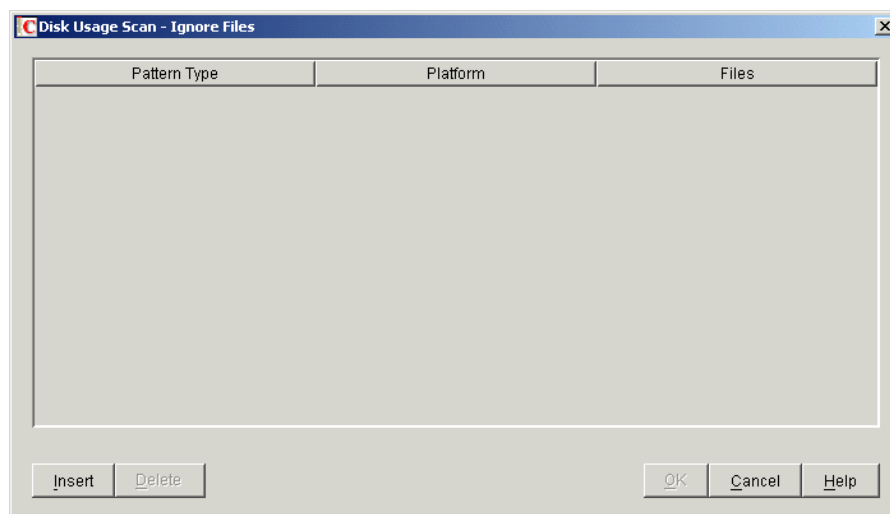 Disk Usage Scan - Ignore Files
Pattern Type Platform Files
Insert Delete OK Cancel Help